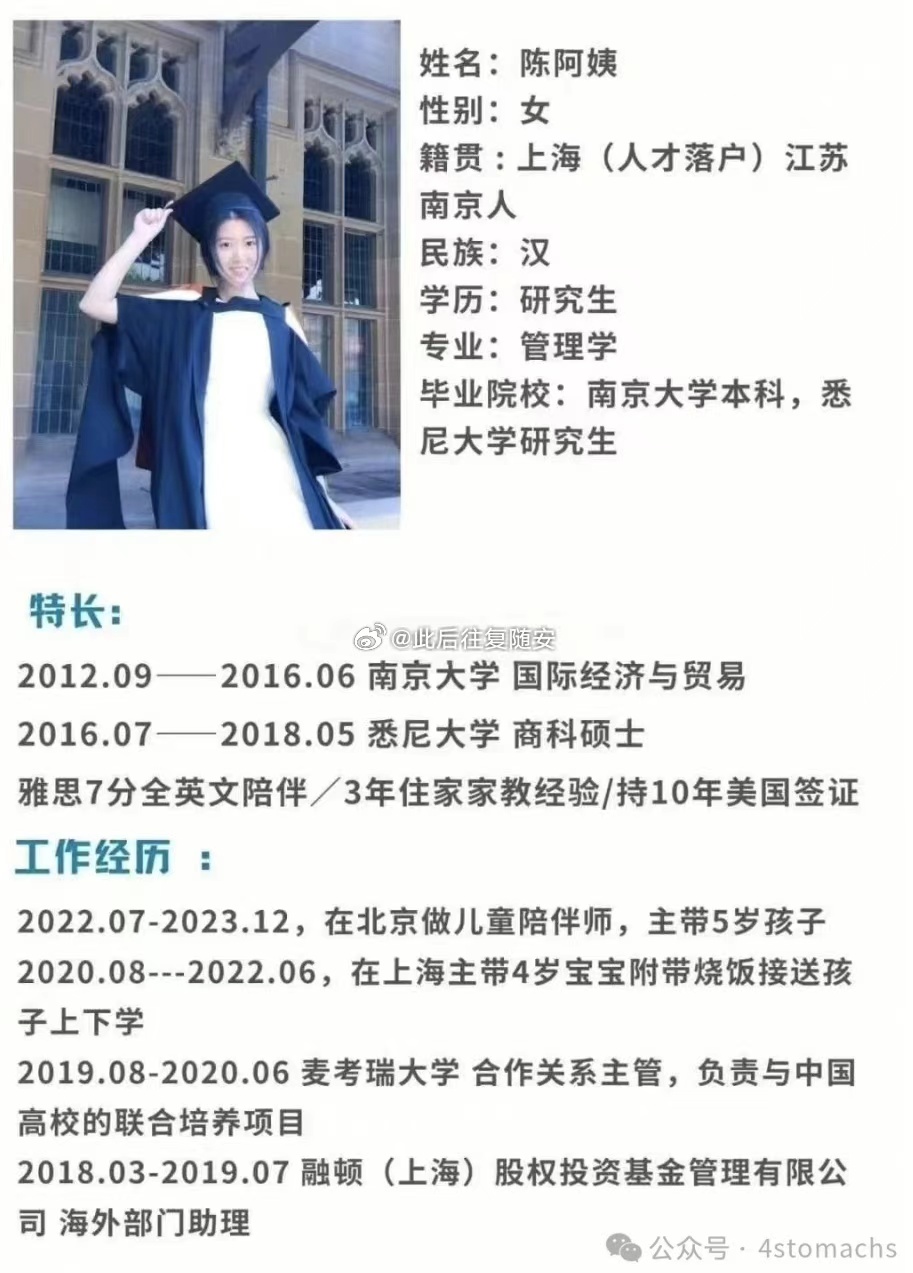 姓名：陈阿姨
性别：女
籍贯：上海（人才落户）江苏
南京人
民族：汉
学历：研究生
专业：管理学
毕业院校：南京大学本科，悉
尼大学研究生
特长：
@此后往复随安
2012.09——2016.06 南京大学 国际经济与贸易
2016.07——2018.05 悉尼大学 商科硕士
雅思7分全英文陪伴／3年住家家教经验/持10年美国签证
工作经历 ：
2022.07-2023.12，在北京做儿童陪伴师，主带5岁孩子
2020.08---2022.06，在上海主带4岁宝宝附带烧饭接送孩
子上下学
2019.08-2020.06 麦考瑞大学 合作关系主管，负责与中国
高校的联合培养项目
2018.03-2019.07 融顿（上海）股权投资基金管理有限公
司 海外部门助理
公众号 · 4stomachs